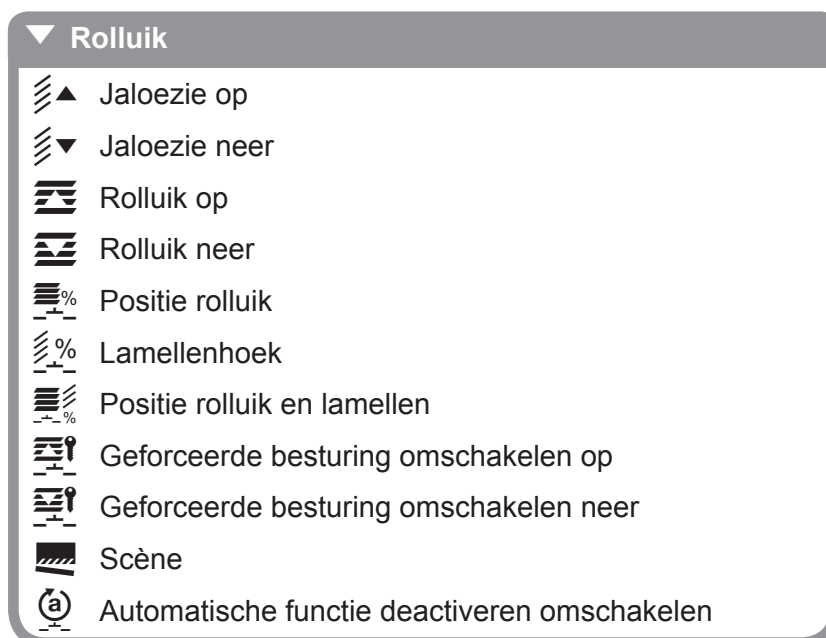 Rolluik
Jaloezie op
Jaloezie neer
Rolluik op
Rolluik neer
% Positie rolluik
% Lamellenhoek
% Positie rolluik en lamellen
Geforceerde besturing omschakelen op
Geforceerde besturing omschakelen neer
Scène
a Automatische functie deactiveren omschakelen